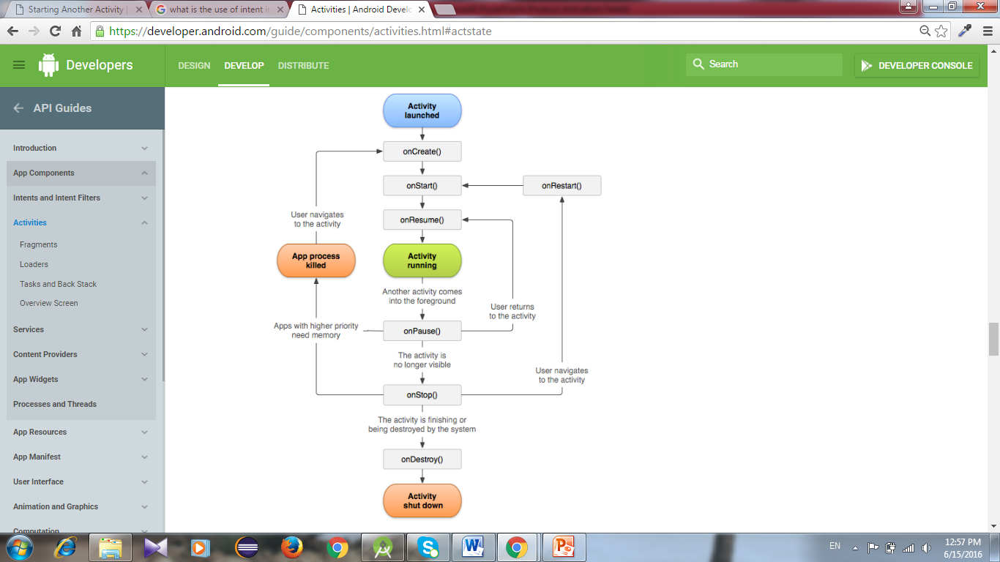 Starting Another Activity |
what is the use of intent in
Activities | Android Develo
https://developer.android.com/guide/components/activities.html#actstate
Developers
DESIGN
DEVELOP
DISTRIBUTE
Search
DEVELOPER CONSOLE
API Guides
Introduction
App Components
Intents and Intent Filters
Activities
Fragments
Loaders
Tasks and Back Stack
Overview Screen
Services
Content Providers
App Widgets
Processes and Threads
App Resources
App Manifest
User Interface
Animation and Graphics
Computation
Activity
launched
onCreate()
onStart()
onRestart()
onResume()
User navigates
to the activity
App process
killed
Activity
running
Another activity comes
into the foreground
User returns
to the activity
Apps with higher priority
need memory
onPause()
The activity is
no longer visible
User navigates
to the activity
onStop()
The activity is finishing or
being destroyed by the system
onDestroy()
Activity
shut down
EN
12:57 PM
6/15/2016